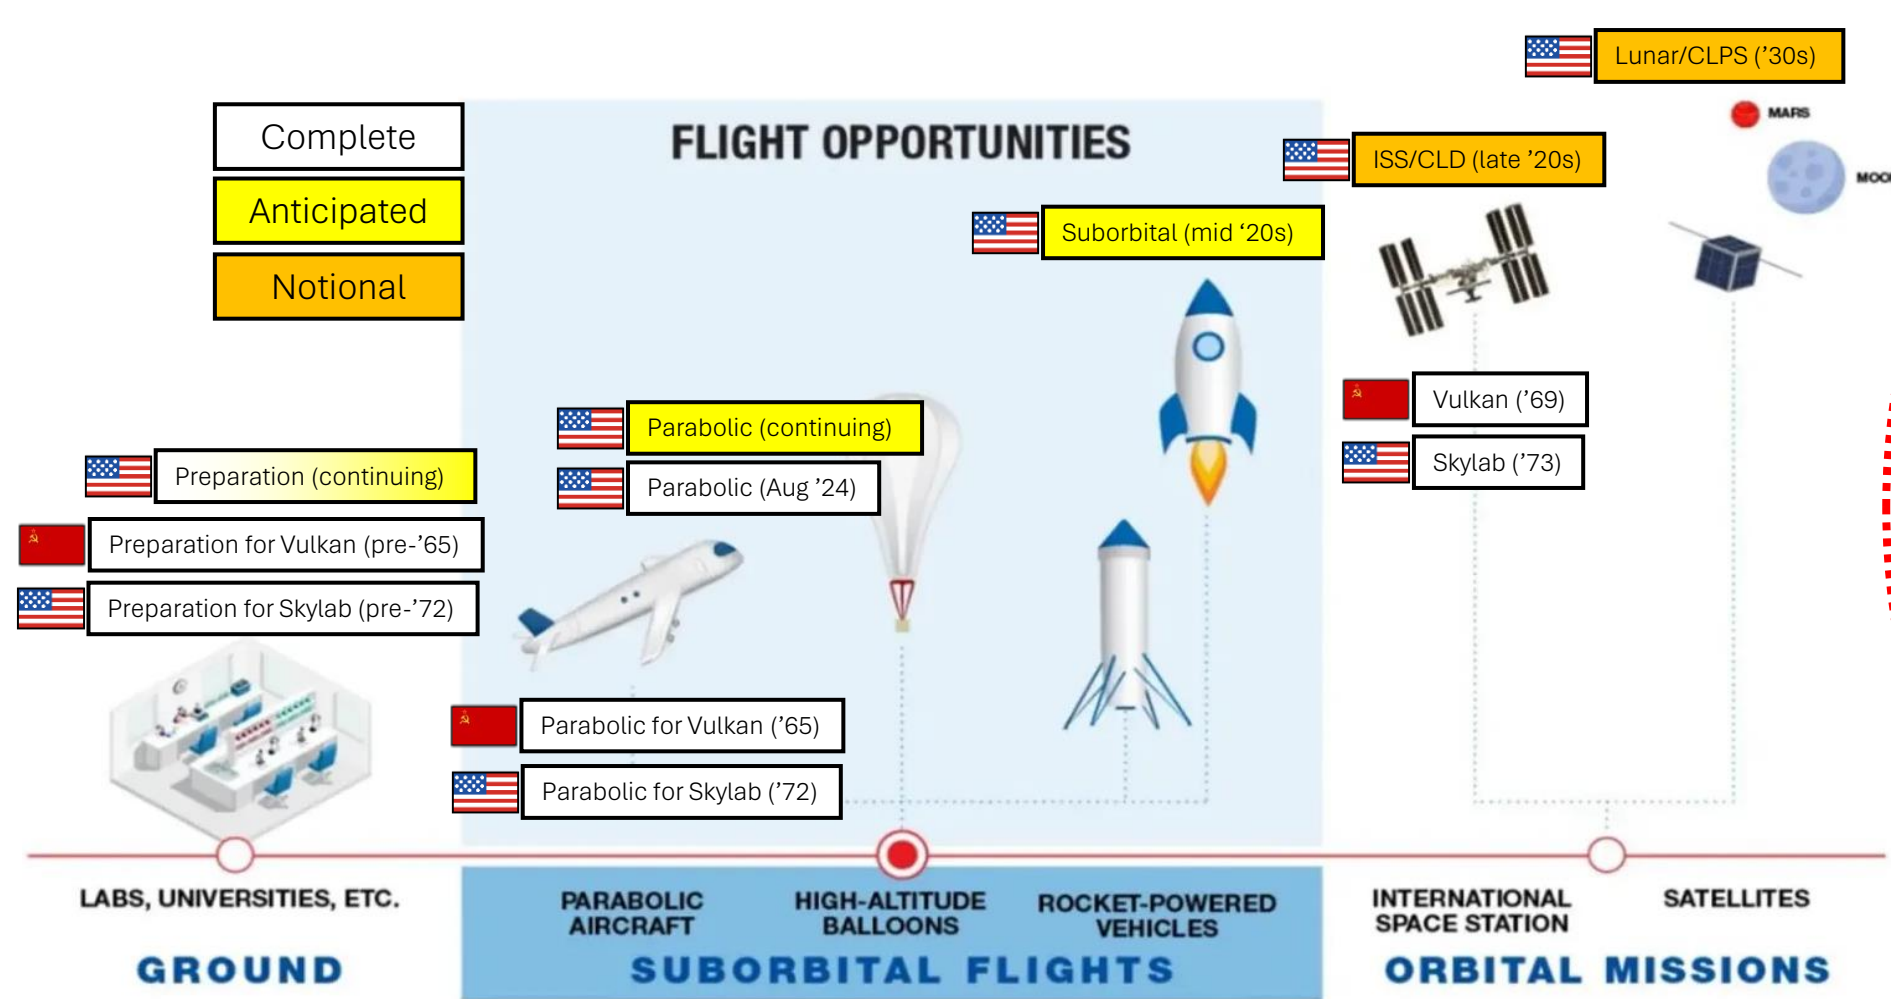 Lunar/CLPS (’30s)
MARS
MOO
Complete
Anticipated
Notional
FLIGHT OPPORTUNITIES
ISS/CLD (late ’20s)
Suborbital (mid ‘20s)
Vulkan (’69)
Skylab (’73)
Parabolic (continuing)
Parabolic (Aug ’24)
Preparation (continuing)
Preparation for Vulkan (pre-’65)
Preparation for Skylab (pre-’72)
Parabolic for Vulkan (’65)
Parabolic for Skylab (’72)
LABS, UNIVERSITIES, ETC.
GROUND
PARABOLIC
AIRCRAFT
HIGH-ALTITUDE
BALLOONS
ROCKET-POWERED
VEHICLES
SUBORBITAL FLIGHTS
INTERNATIONAL
SPACE STATION
SATELLITES
ORBITAL MISSIONS